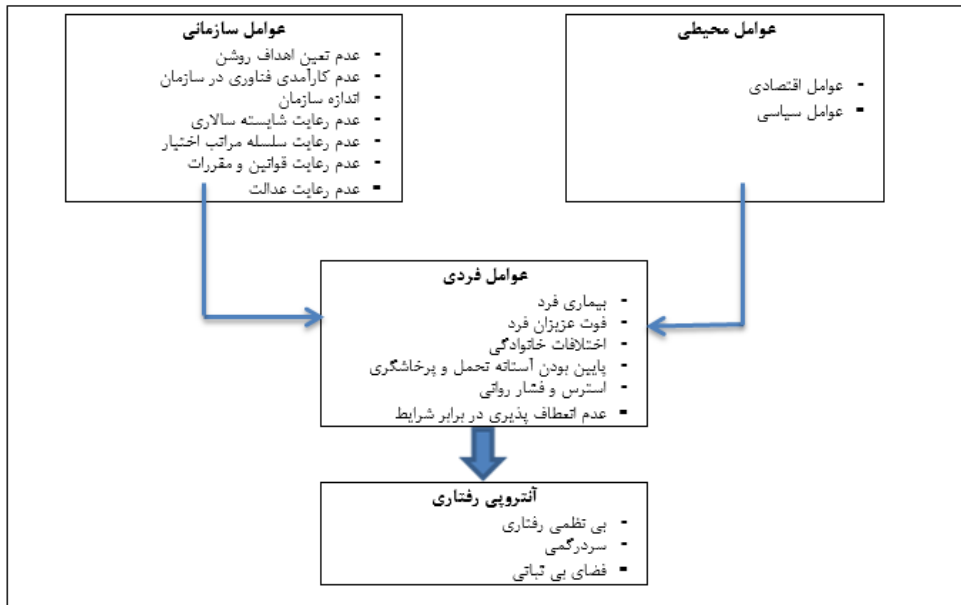 عوامل محیطی
- عوامل اقتصادی
- عوامل سیاسی
عوامل سازمانی
- عدم تعین اهداف روشن
- عدم کارآمدی فناوری در سازمان
- اندازه سازمان
- عدم رعایت شایسته سالاری
- عدم رعایت سلسله مراتب اختیار
- عدم رعایت قوانین و مقررات
- عدم رعایت عدالت
عوامل فردی
- بیماری فرد
- فوت عزیزان فرد
- اختلافات خانوادگی
- پایین بودن آستانه تحمل و پرخاشگری
- استرس و فشار روانی
- عدم انعطاف پذیری در برابر شرایط
آنتروپی رفتاری
- بی نظمی رفتاری
- سردرگمی
- فضای بی ثباتی